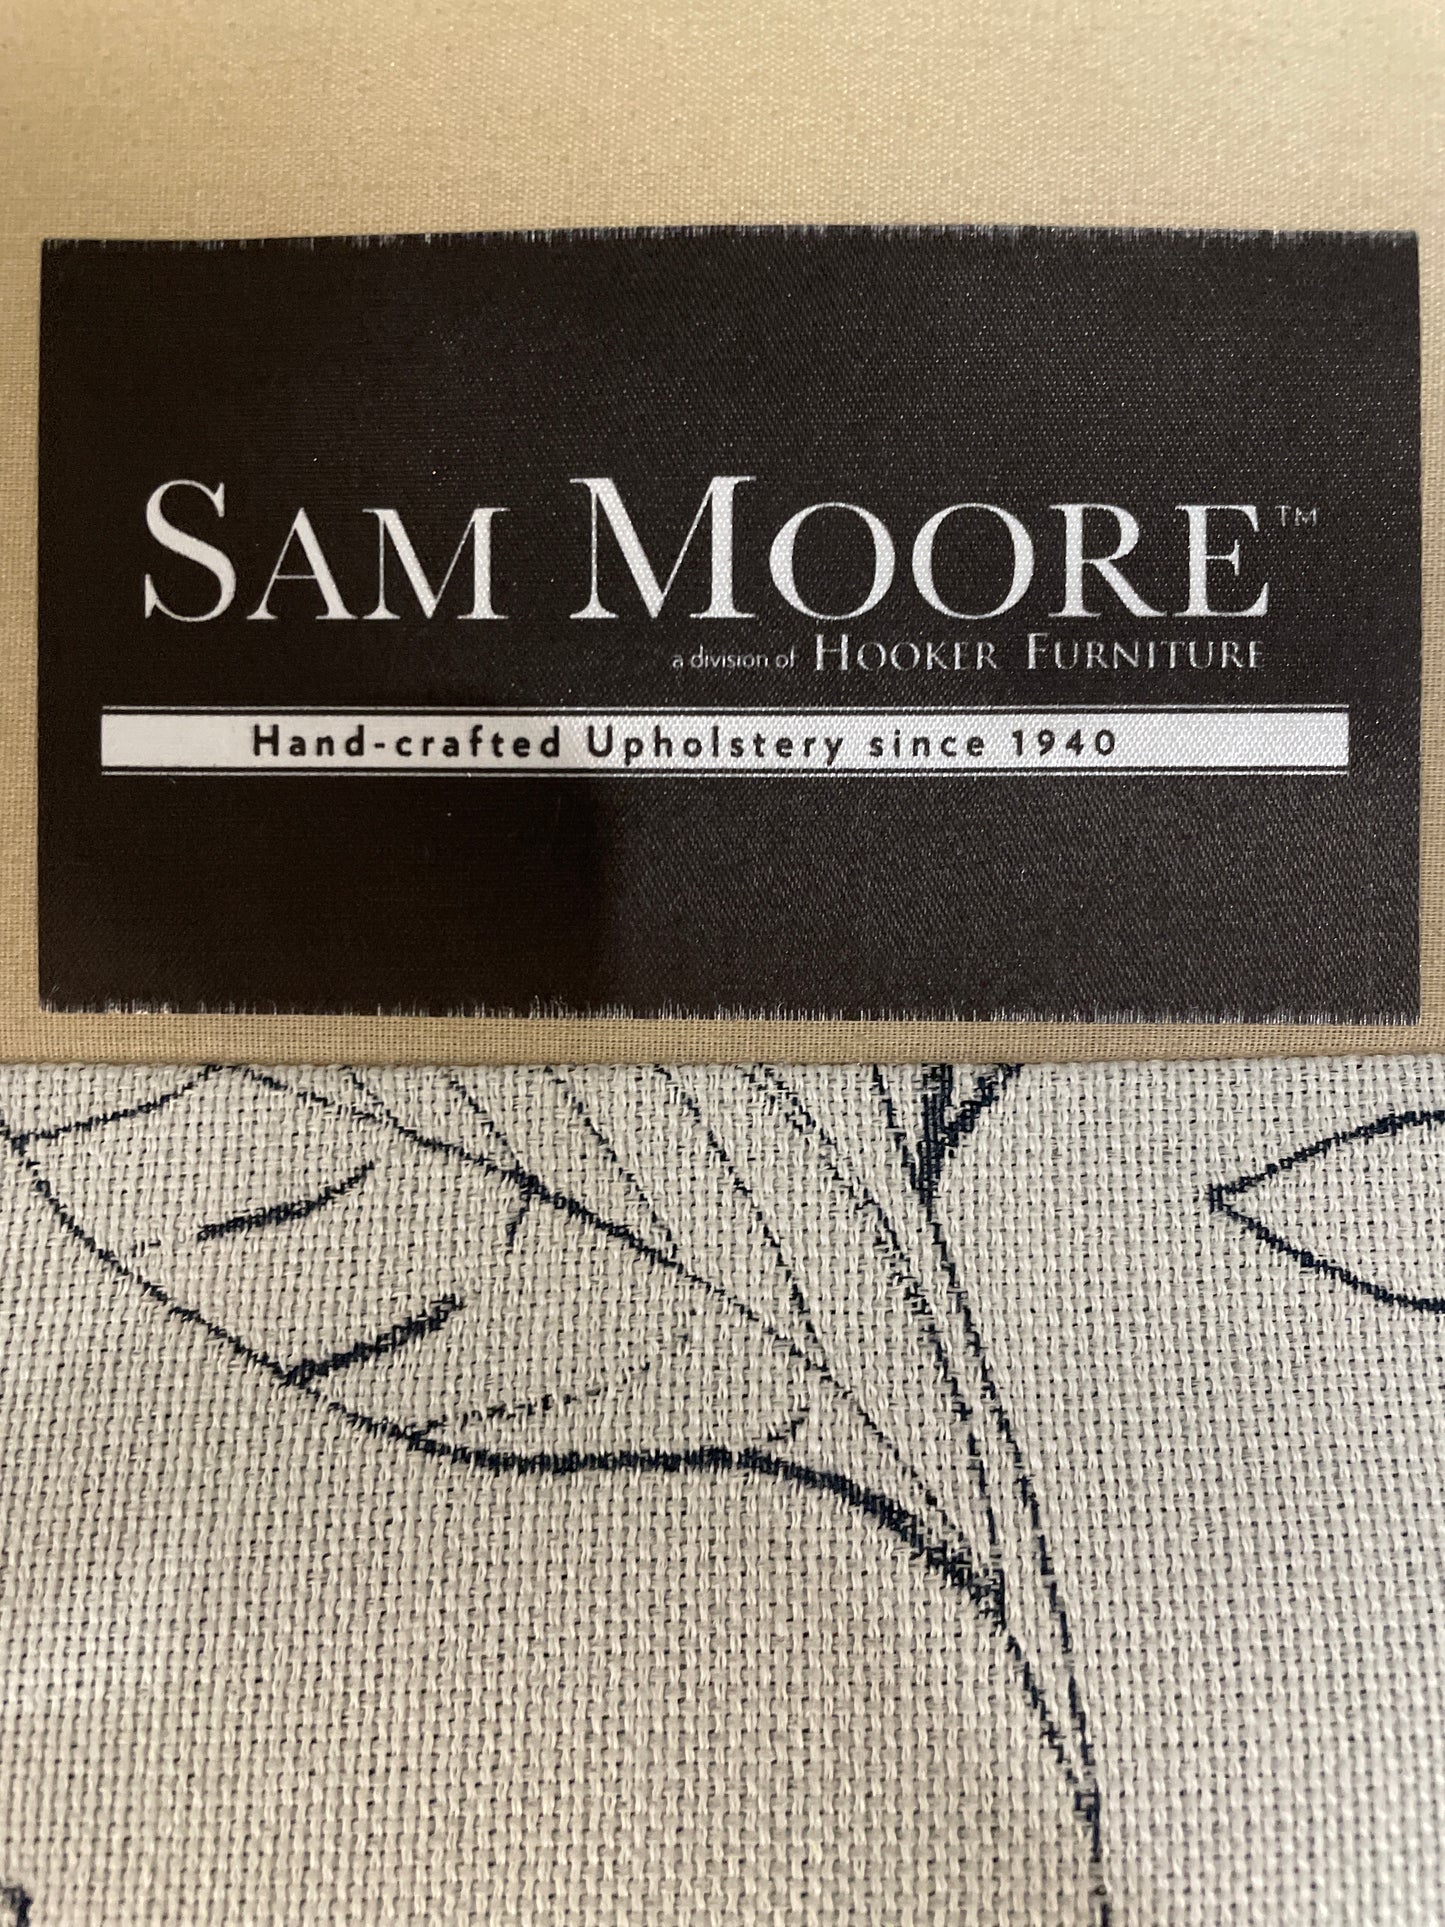 SAM MOORE™
a division of HOOKER FURNITURE
Hand-crafted Upholstery since 1940